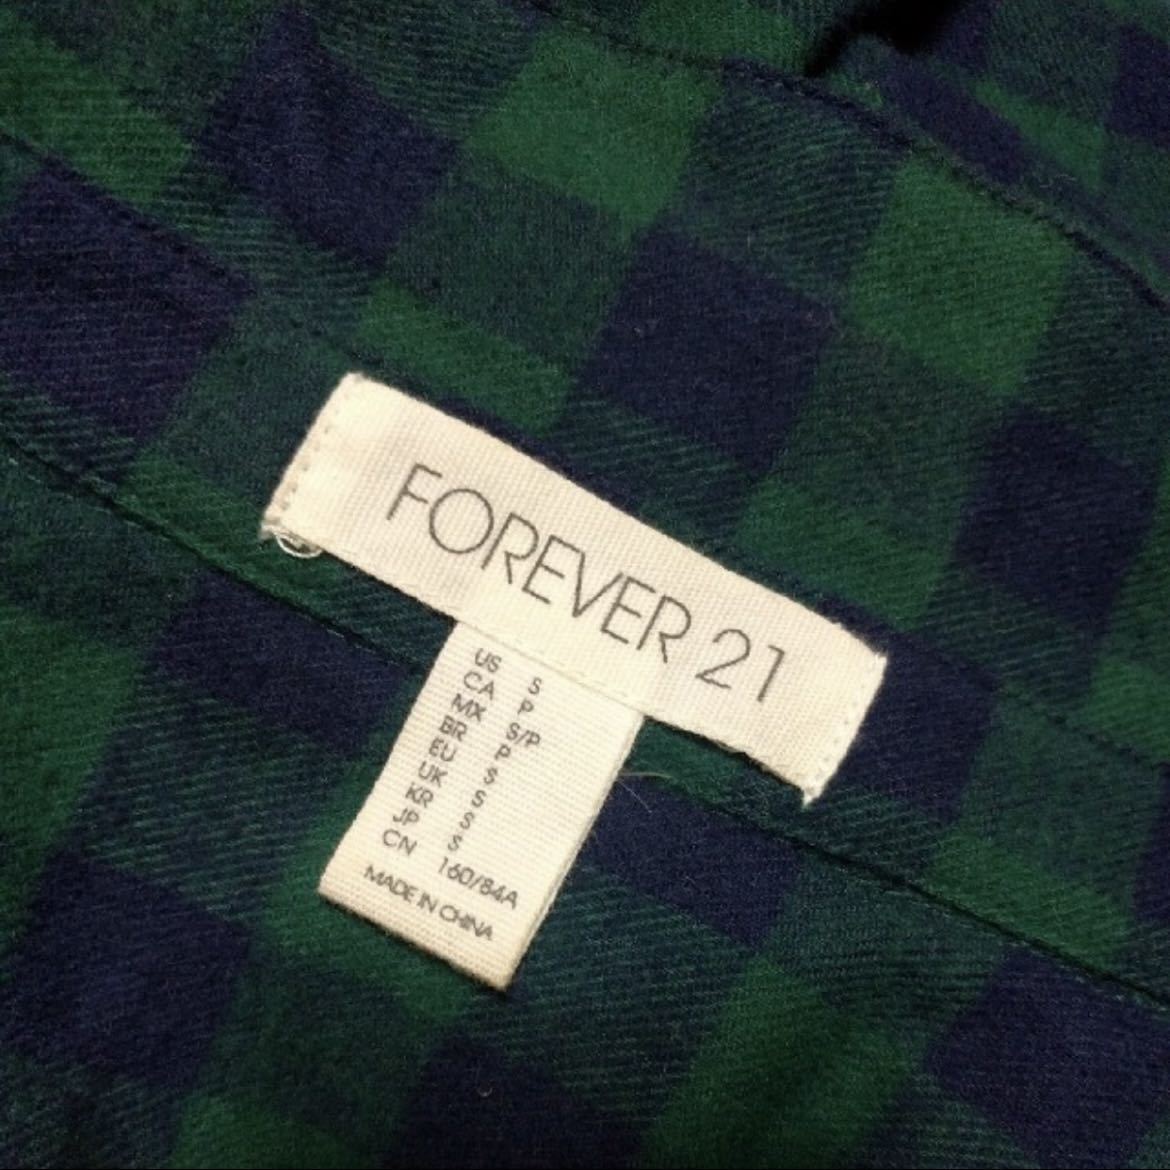 FOREVER 21
US S
CA P
MX S/P
BR P
EU S
UK S
KR S
JP S
CN 160/84A
MADE IN CHINA